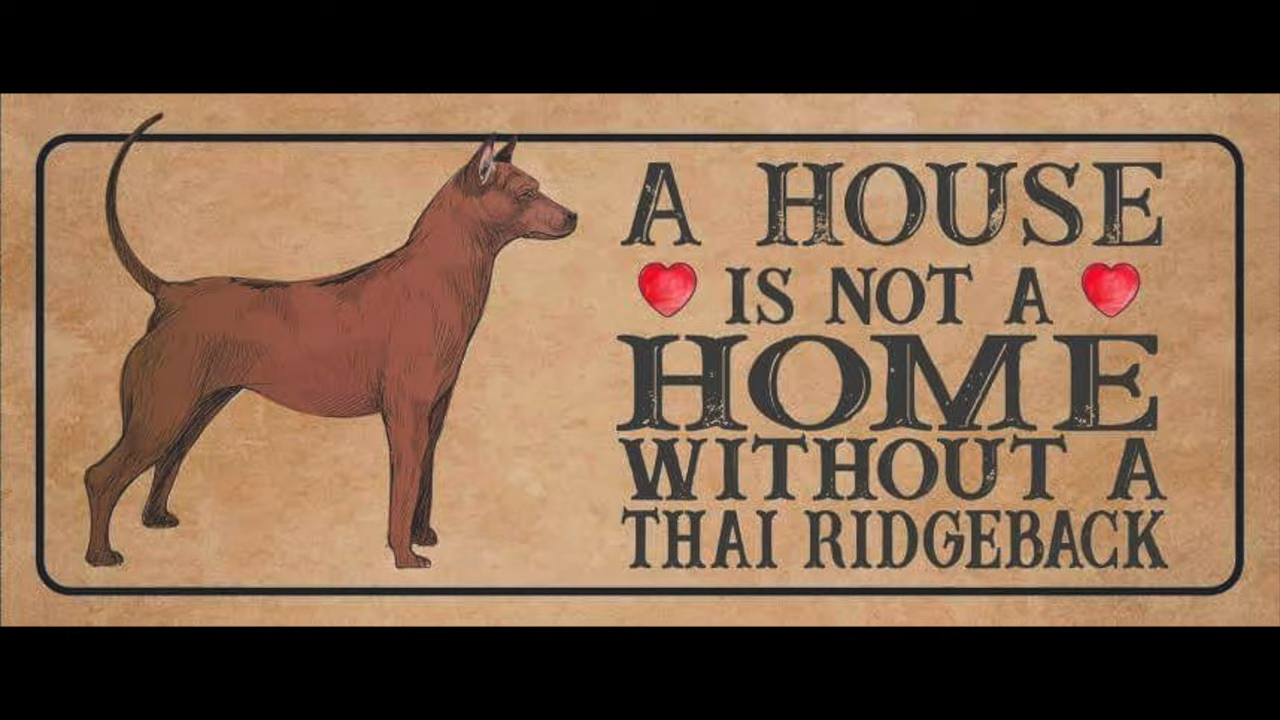 A HOUSE
IS NOT A
HOME
WITHOUT A
THAI RIDGEBACK